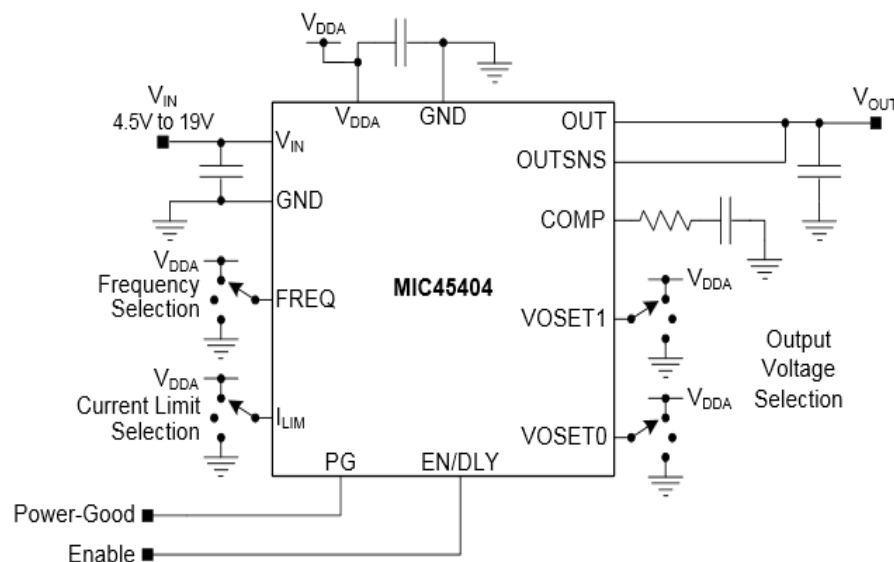 VDDA
VIN
4.5V to 19V
VDDA
GND
VIN
GND
OUT
VOUT
OUTSNS
COMP
VDDA
Frequency
Selection
FREQ
MIC45404
VOSET1
VDDA
Output
Voltage
Selection
VDDA
Current Limit
Selection
ILIM
VOSET0
VDDA
PG
EN/DLY
Power-Good
Enable